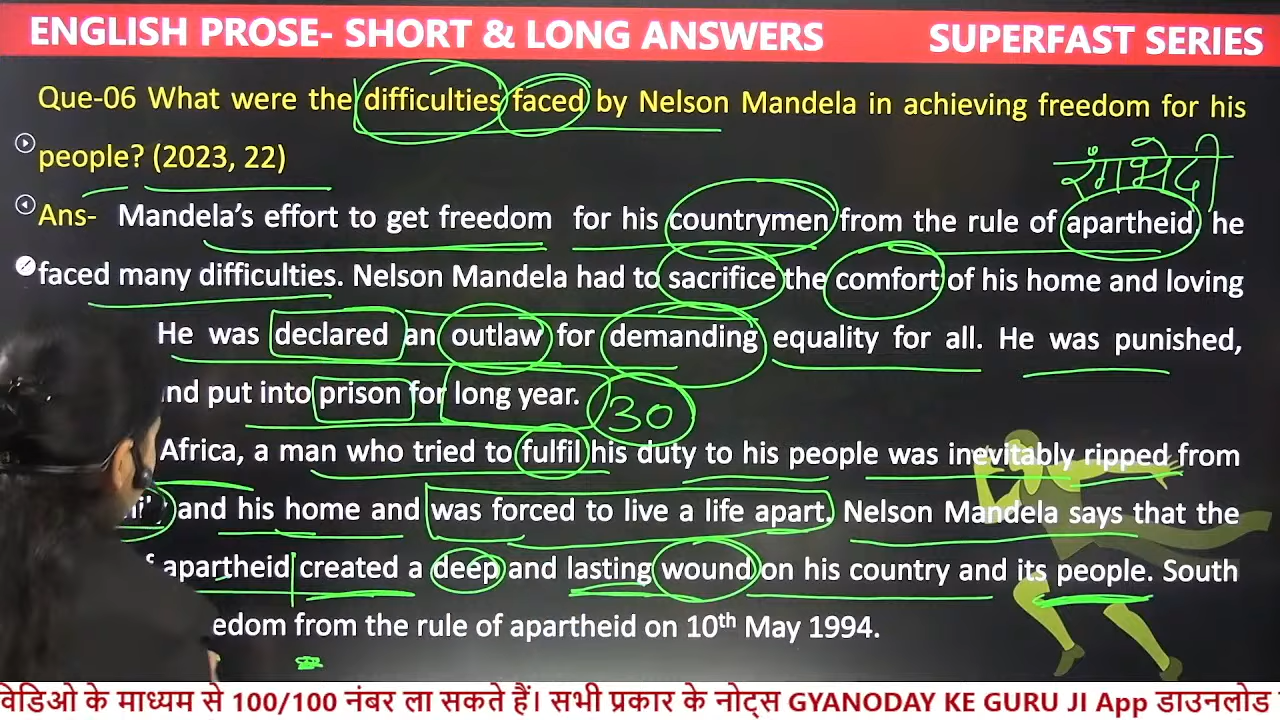 ENGLISH PROSE- SHORT & LONG ANSWERS SUPERFAST SERIES
Que-06 What were the difficulties faced by Nelson Mandela in achieving freedom for his
people? (2023, 22)
रंगभेदी
Ans- Mandela's effort to get freedom for his countrymen from the rule of apartheid, he
faced many difficulties. Nelson Mandela had to sacrifice the comfort of his home and loving
He was declared an outlaw for demanding equality for all. He was punished,
put into prison for long year. 30
Africa, a man who tried to fulfil his duty to his people was inevitably ripped from
and his home and was forced to live a life apart. Nelson Mandela says that the
apartheid created a deep and lasting wound on his country and its people. South
from the rule of apartheid on 10th May 1994.
विडिओ के माध्यम से 100/100 नंबर ला सकते हैं। सभी प्रकार के नोट्स GYANODAY KE GURU JI App डाउनलोड